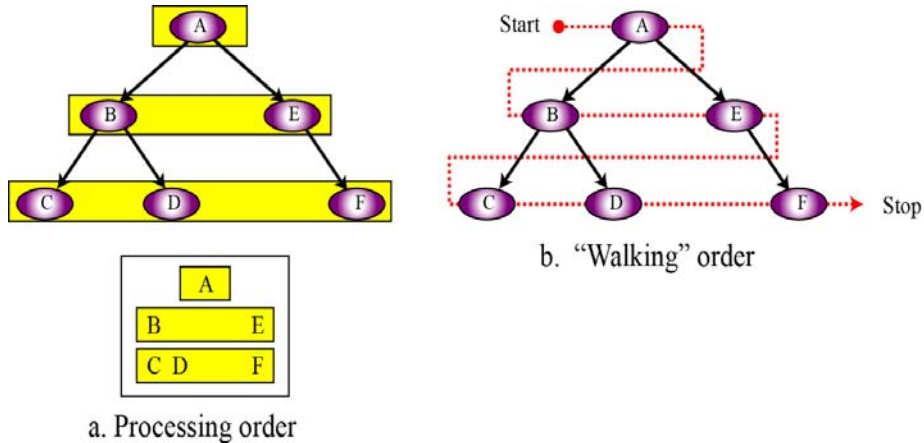 A
B E
C D F
A
B E
C D F
a. Processing order
Start A
B E
C D F Stop
b. “Walking” order